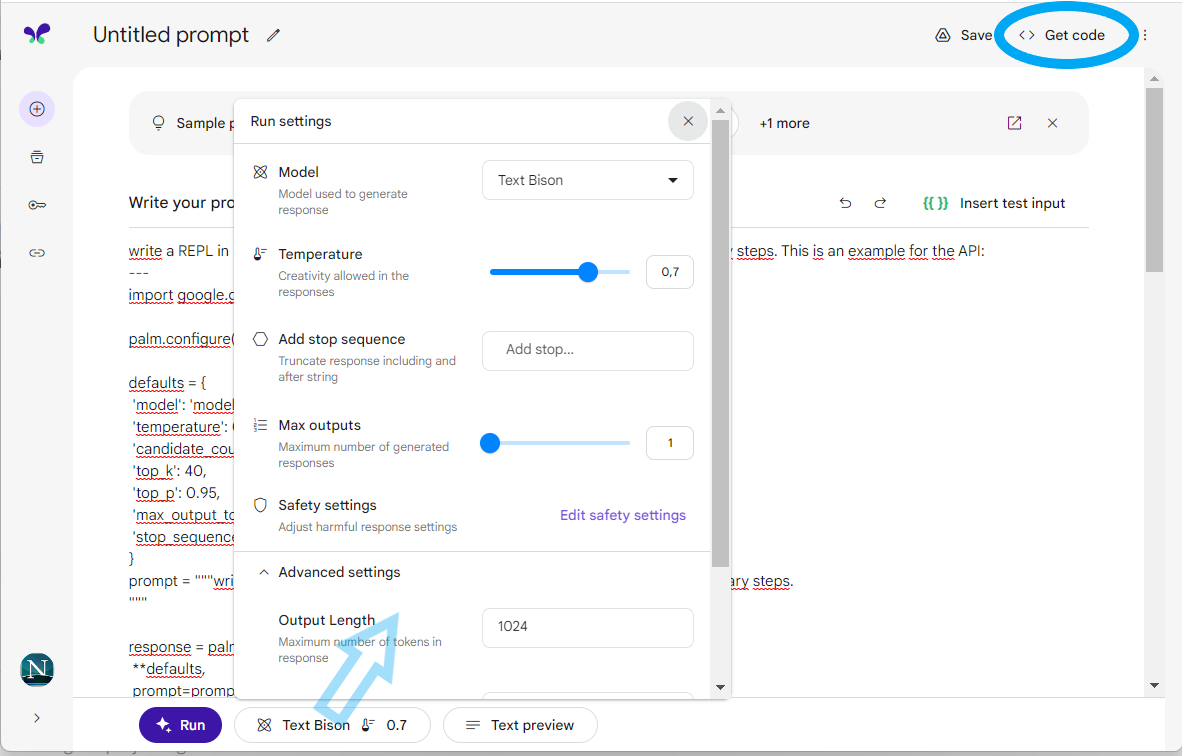 Untitled prompt
Save
<> Get code
Sample p
+1 more
Write your pro
{{ }} Insert test input
write a REPL in
steps. This is an example for the API:
---
import google.
palm.configure(
defaults = {
'model': 'model
'temperature':
'candidate_cou
'top_k': 40,
'top_p': 0.95,
'max_output_to
'stop_sequence
}
prompt = """wri
ary steps.
"""
response = palm
**defaults,
prompt=promp
Run settings
Model
Model used to generate
response
Text Bison
Temperature
Creativity allowed in the
responses
0,7
Add stop sequence
Truncate response including and
after string
Add stop...
Max outputs
Maximum number of generated
responses
1
Safety settings
Adjust harmful response settings
Edit safety settings
Advanced settings
Output Length
Maximum number of tokens in
response
1024
N
Run
Text Bison 0.7
Text preview